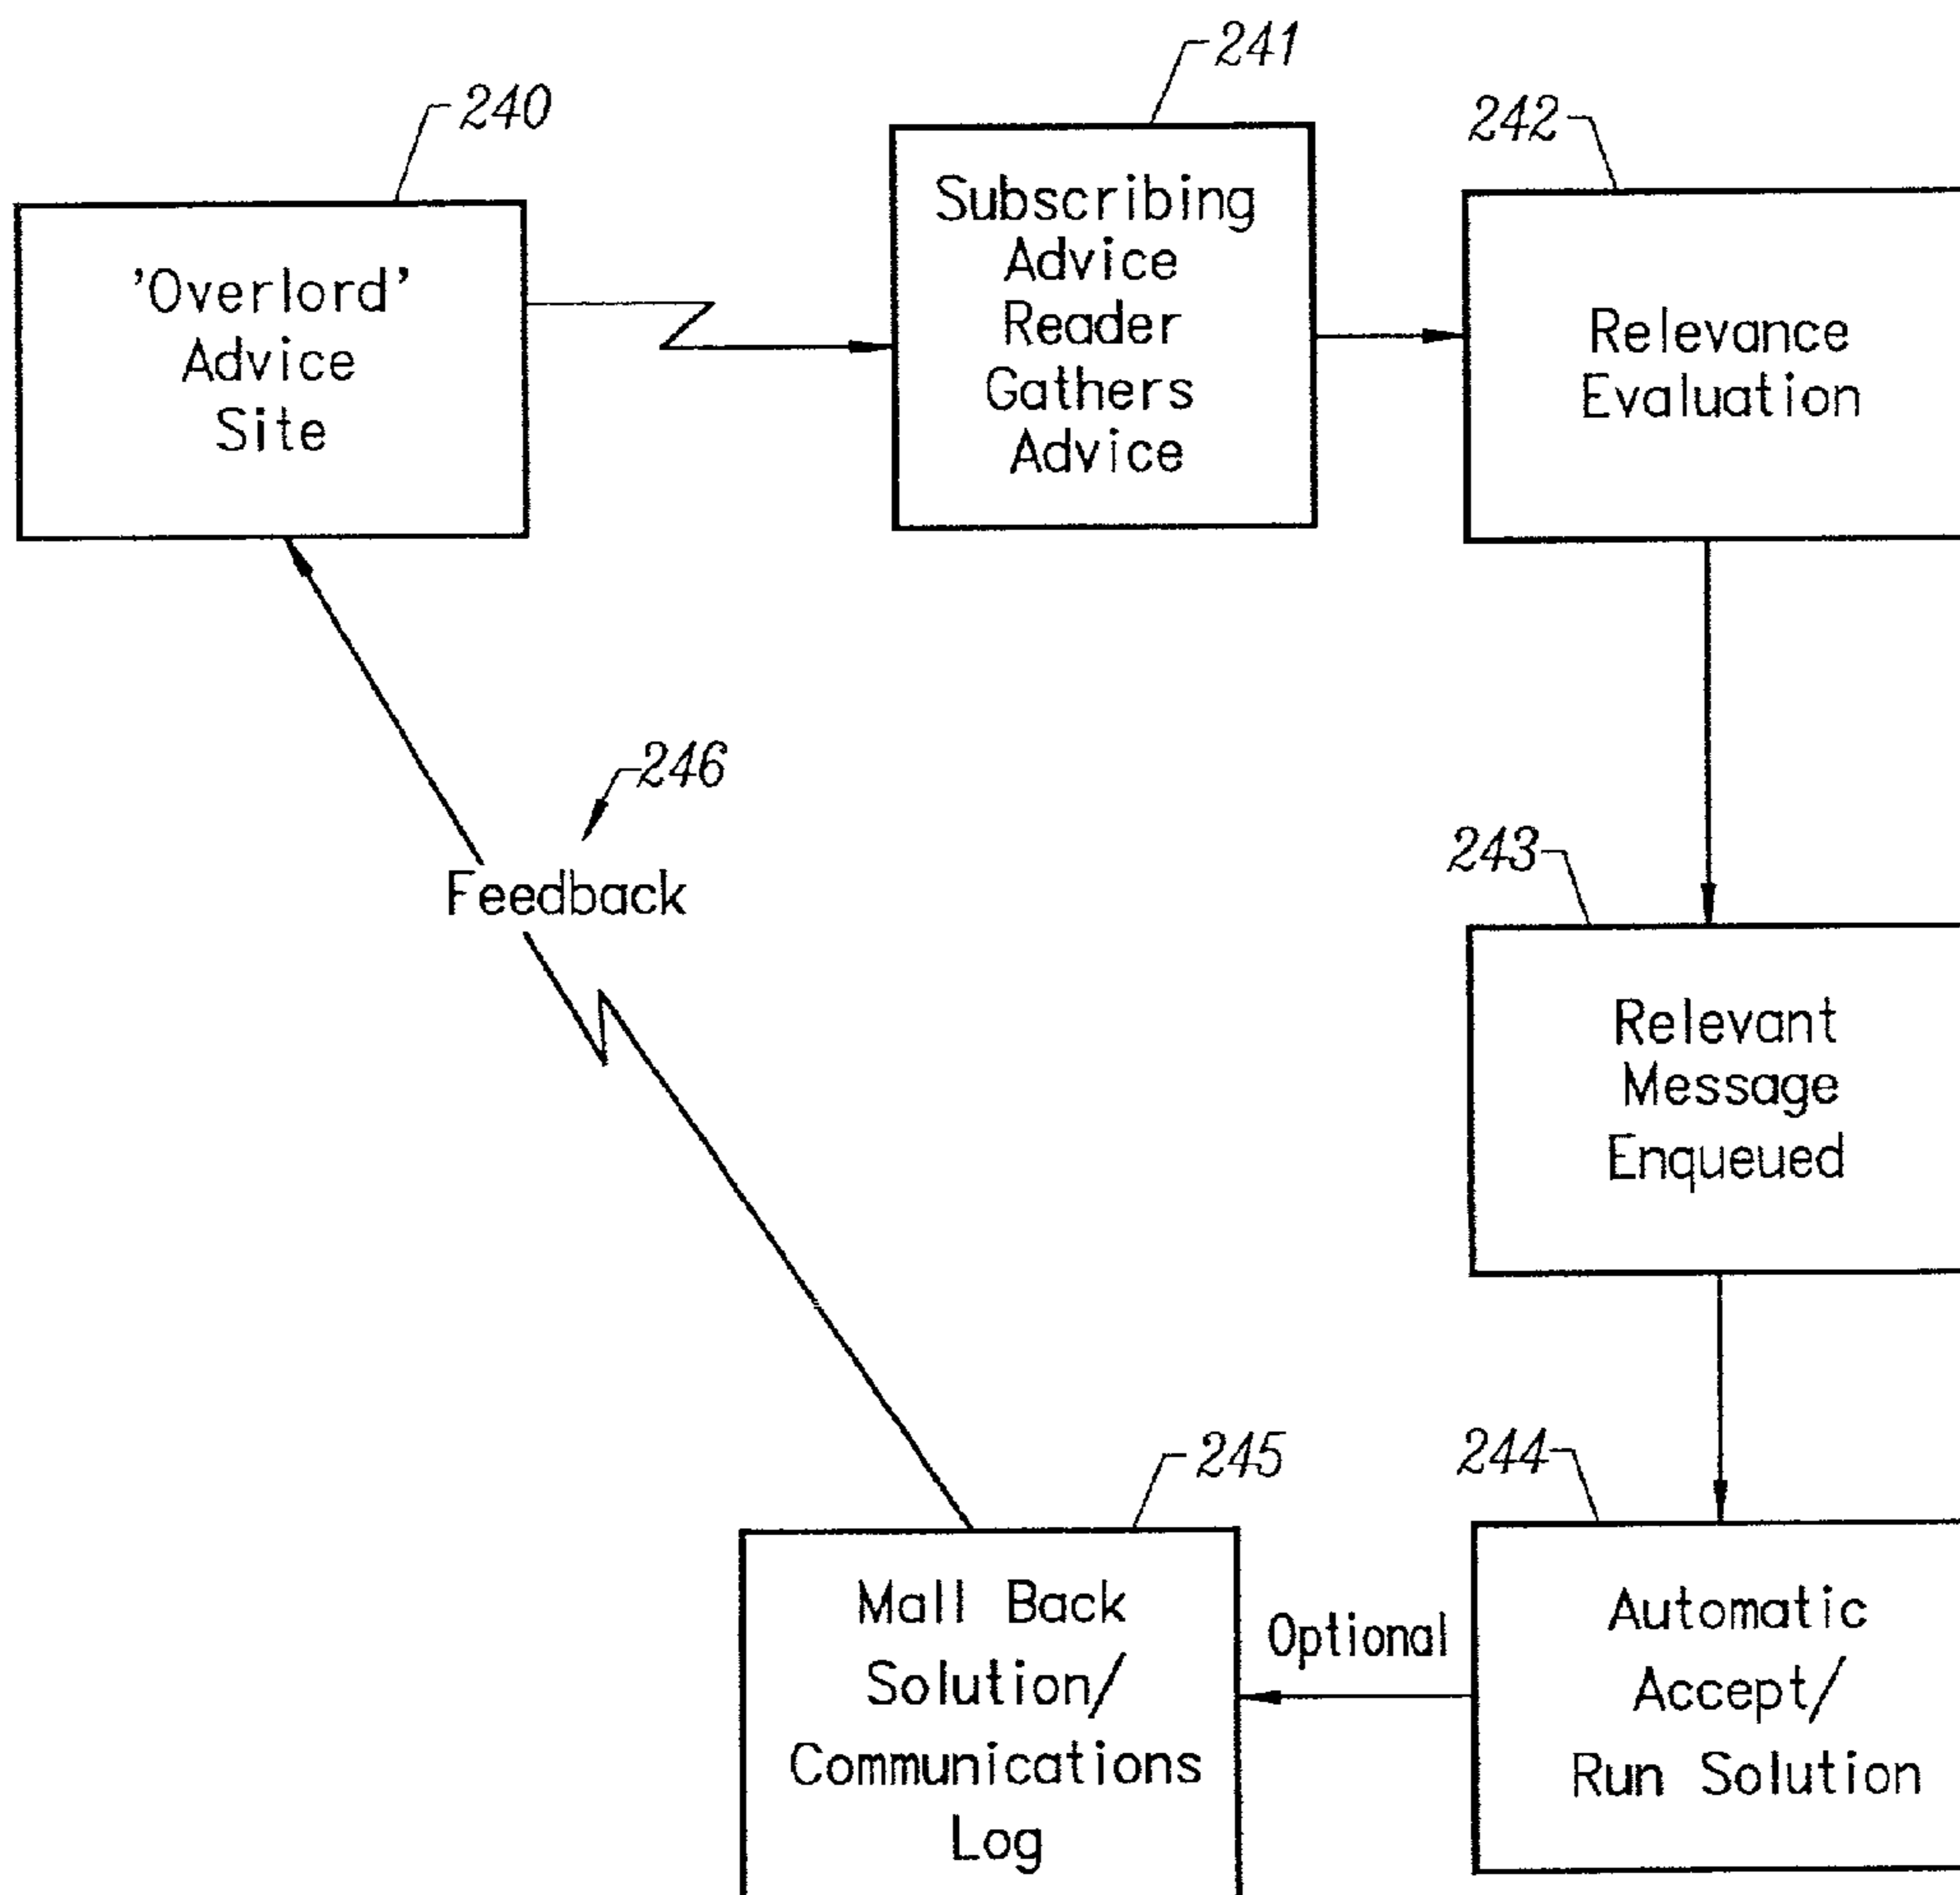 240
'Overlord'
Advice
Site
241
Subscribing
Advice
Reader
Gathers
Advice
242
Relevance
Evaluation
243
Relevant
Message
Enqueued
244
Automatic
Accept/
Run Solution
Optional
245
Mall Back
Solution/
Communications
Log
246
Feedback